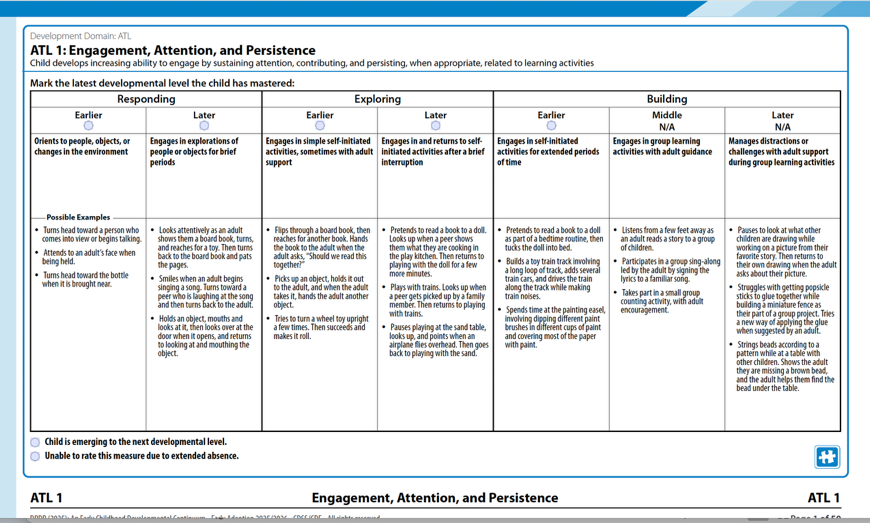 Development Domain: ATL
ATL 1: Engagement, Attention, and Persistence
Child develops increasing ability to engage by sustaining attention, contributing, and persisting, when appropriate, related to learning activities
Mark the latest developmental level the child has mastered:
Responding
Exploring
Building
Earlier
Later
Earlier
Later
Earlier
Middle
N/A
Later
N/A
Orients to people, objects, or
changes in the environment
Engages in explorations of
people or objects for brief
periods
Engages in simple self-initiated
activities, sometimes with adult
support
Engages in and returns to self-
initiated activities after a brief
interruption
Engages in self-initiated
activities for extended periods
of time
Engages in group learning
activities with adult guidance
Manages distractions or
challenges with adult support
during group learning activities
Possible Examples
• Turns head toward a person who
comes into view or begins talking.
• Attends to an adult's face when
being held.
• Turns head toward the bottle
when it is brought near.
• Looks attentively as an adult
shows them a board book, turns,
and reaches for a toy. Then turns
back to the board book and pats
the pages.
• Smiles when an adult begins
singing a song. Turns toward a
peer who is laughing at the song
and then turns back to the adult.
• Holds an object, mouths and
looks at it, then looks over at the
door when it opens, and returns
to looking at and mouthing the
object.
• Flips through a board book, then
reaches for another book. Hands
the book to the adult when the
adult asks, "Should we read this
together?"
• Picks up an object, holds it out
to the adult, and when the adult
takes it, hands the adult another
object.
• Tries to turn a wheel toy upright
a few times. Then succeeds and
makes it roll.
• Pretends to read a book to a doll.
Looks up when a peer shows
them what they are cooking in
the play kitchen. Then returns to
playing with the doll for a few
more minutes.
• Plays with trains. Looks up when
a peer gets picked up by a family
member. Then returns to playing
with trains.
• Pauses playing at the sand table,
looks up, and points when an
airplane flies overhead. Then goes
back to playing with the sand.
• Pretends to read a book to a doll
as part of a bedtime routine, then
tucks the doll into bed.
• Builds a toy train track involving
a long loop of track, adds several
train cars, and drives the train
along the track while making
train noises.
• Spends time at the painting easel,
involving dipping different paint
brushes in different cups of paint
and covering most of the paper
with paint.
• Listens from a few feet away as
an adult reads a story to a group
of children.
• Participates in a group sing-along
led by the adult by signing the
lyrics to a familiar song.
• Takes part in a small group
counting activity, with adult
encouragement.
• Pauses to look at what other
children are drawing while
working on a picture from their
favorite story. Then returns to
their own drawing when the adult
asks about their picture.
• Struggles with getting popsicle
sticks to glue together while
building a miniature fence as
their part of a group project. Tries
a new way of applying the glue
when suggested by an adult.
• Strings beads according to a
pattern while at a table with
other children. Shows the adult
they are missing a brown bead,
and the adult helps them find the
bead under the table.
Child is emerging to the next developmental level.
Unable to rate this measure due to extended absence.
ATL 1
Engagement, Attention, and Persistence
ATL 1